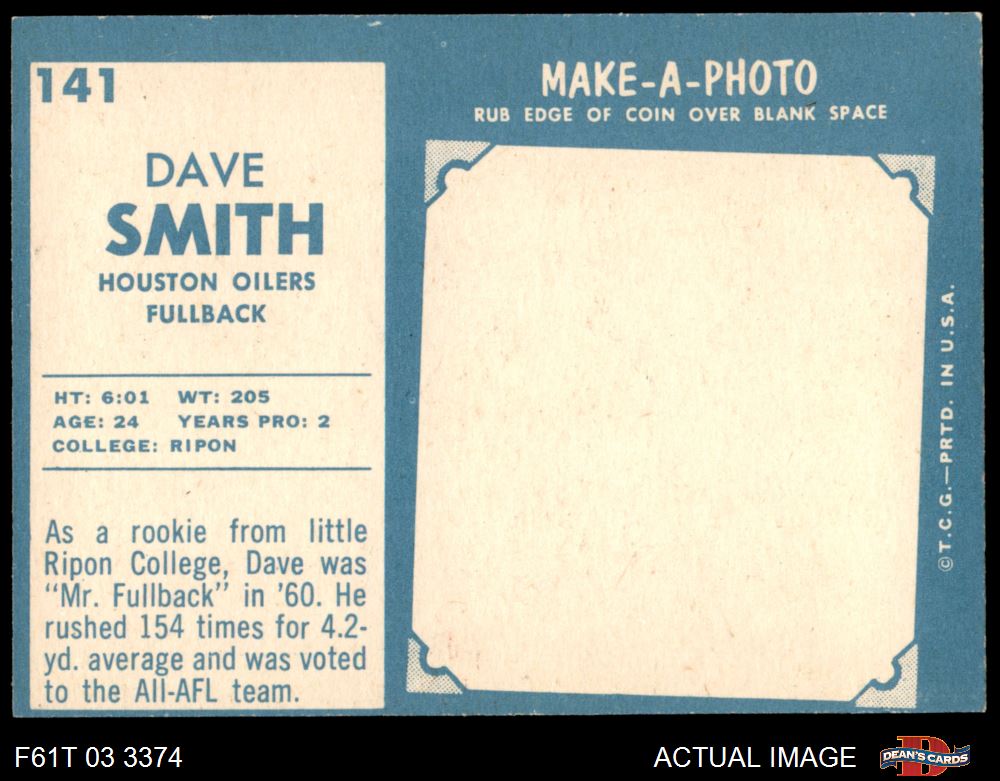 141
DAVE
SMITH
HOUSTON OILERS
FULLBACK
HT: 6:01 WT: 205
AGE: 24 YEARS PRO: 2
COLLEGE: RIPON
As a rookie from little
Ripon College, Dave was
“Mr. Fullback” in ’60. He
rushed 154 times for 4.2-
yd. average and was voted
to the All-AFL team.
MAKE-A-PHOTO
RUB EDGE OF COIN OVER BLANK SPACE
©T.C.G.—PRTD. IN U.S.A.
F61T 03 3374
ACTUAL IMAGE
D
DEAN'S CARDS